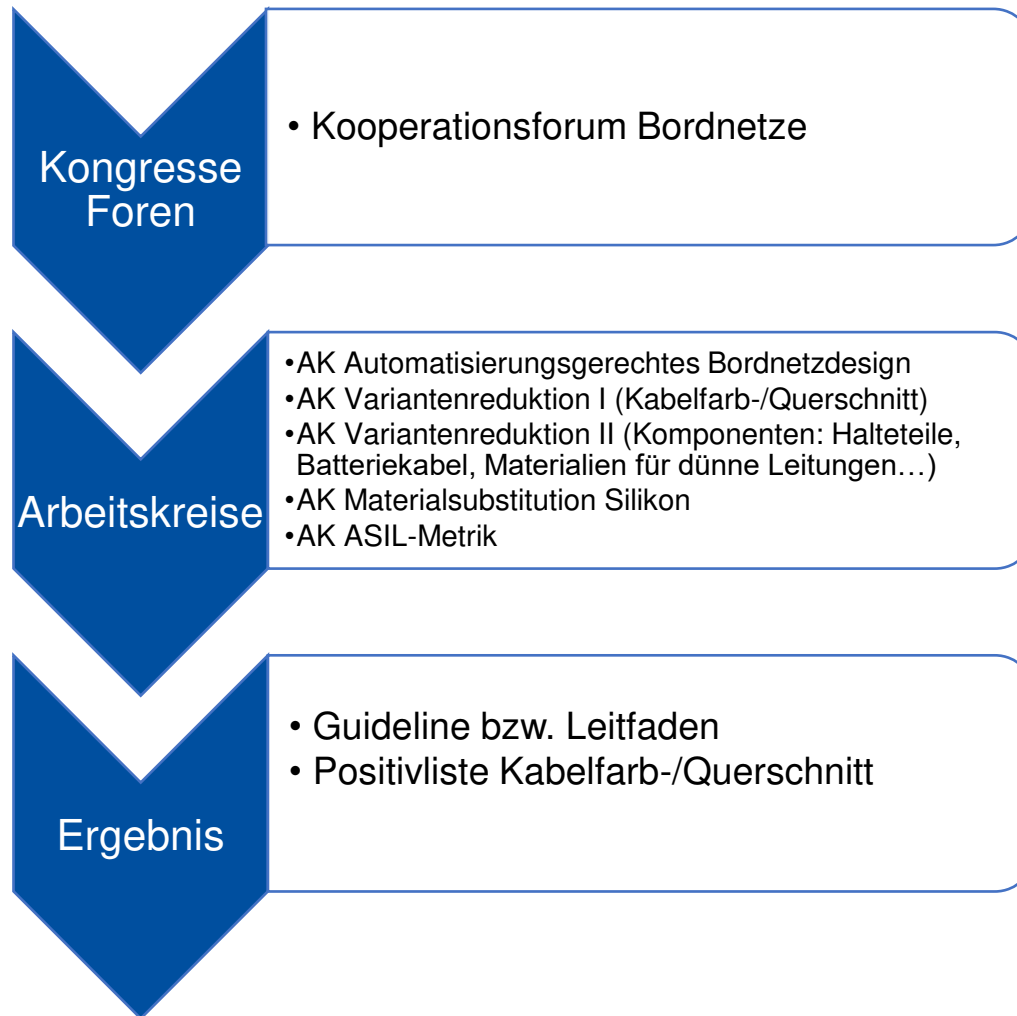 Kongresse
Foren
• Kooperationsforum Bordnetze
Arbeitskreise
•AK Automatisierungsgerechtes Bordnetzdesign
•AK Variantenreduktion I (Kabelfarb-/Querschnitt)
•AK Variantenreduktion II (Komponenten: Halteteile,
Batteriekabel, Materialien für dünne Leitungen…)
•AK Materialsubstitution Silikon
•AK ASIL-Metrik
Ergebnis
• Guideline bzw. Leitfaden
• Positivliste Kabelfarb-/Querschnitt